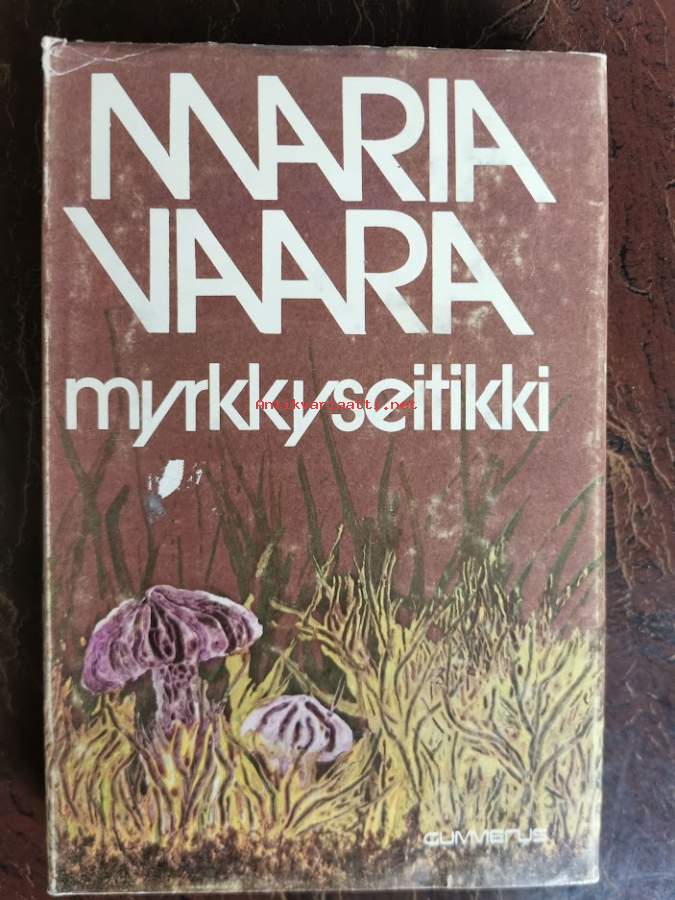 MARIA
VAARA
myrkkyseitikki
Antikvariaatti.net
GUMMERUS